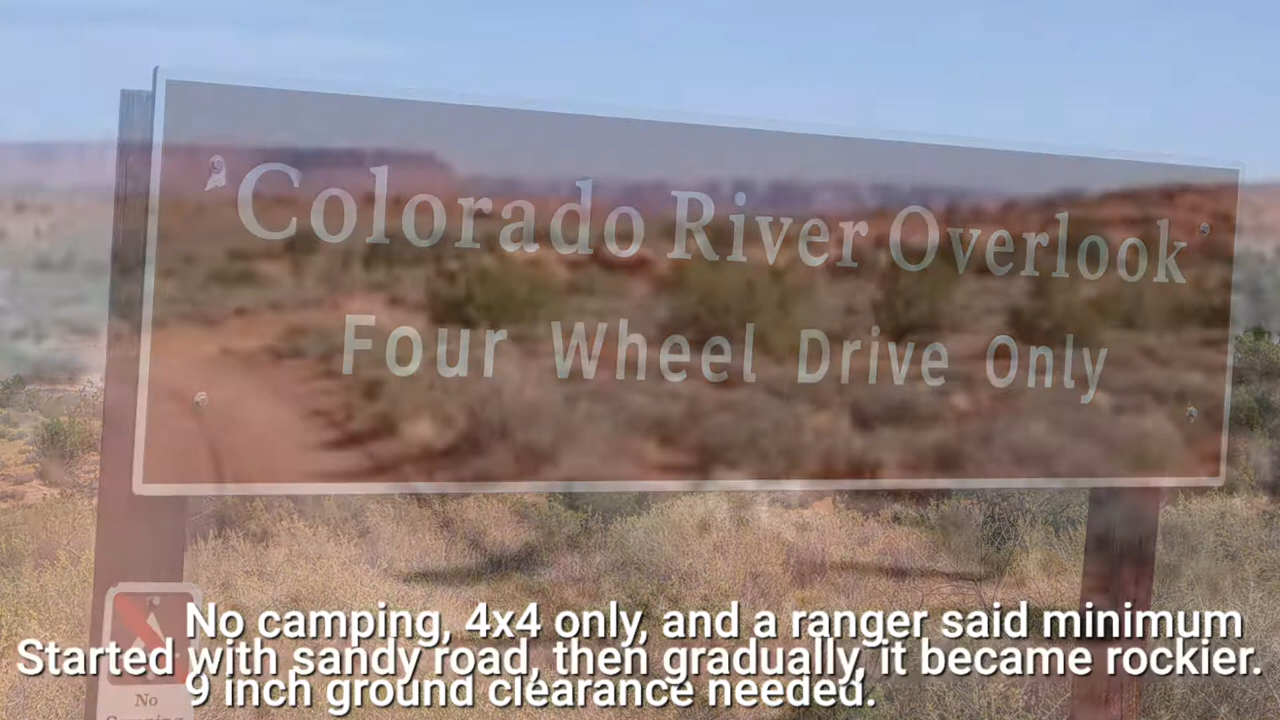 Colorado River Overlook
Four Wheel Drive Only
No camping, 4x4 only, and a ranger said minimum
Started with sandy road, then gradually, it became rockier.
9 inch ground clearance needed.
No
Camping